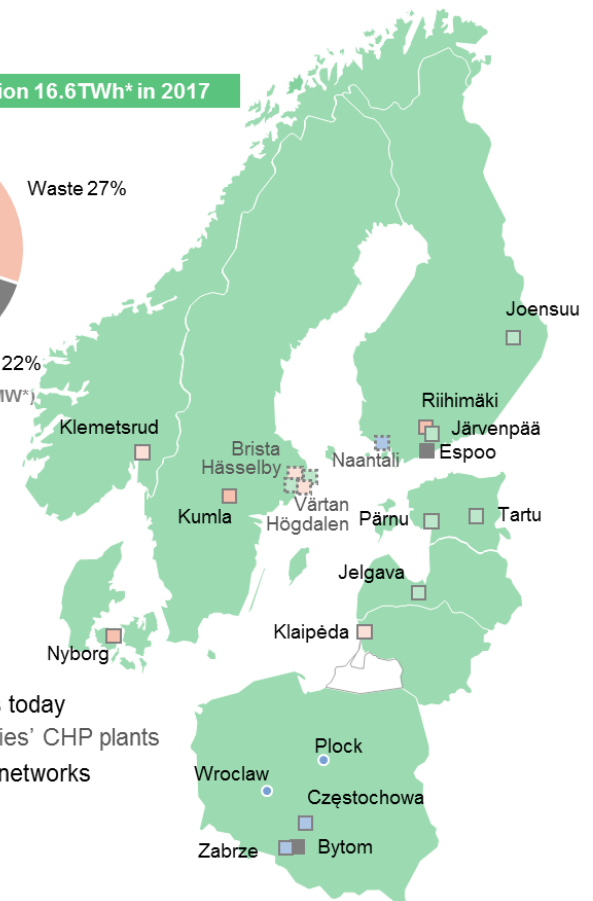 ion 16.6TWh* in 2017
Waste 27%
22%
MW*)
Joensuu
Riihimäki
Järvenpää
Espoo
Naantali
Klemetsrud
Brista
Hässelby
Värtan
Högdalen
Kumla
Pärnu
Tartu
Jelgava
Klaipėda
Nyborg
s today
ies' CHP plants
networks
Plock
Wroclaw
Częstochowa
Zabrze
Bytom